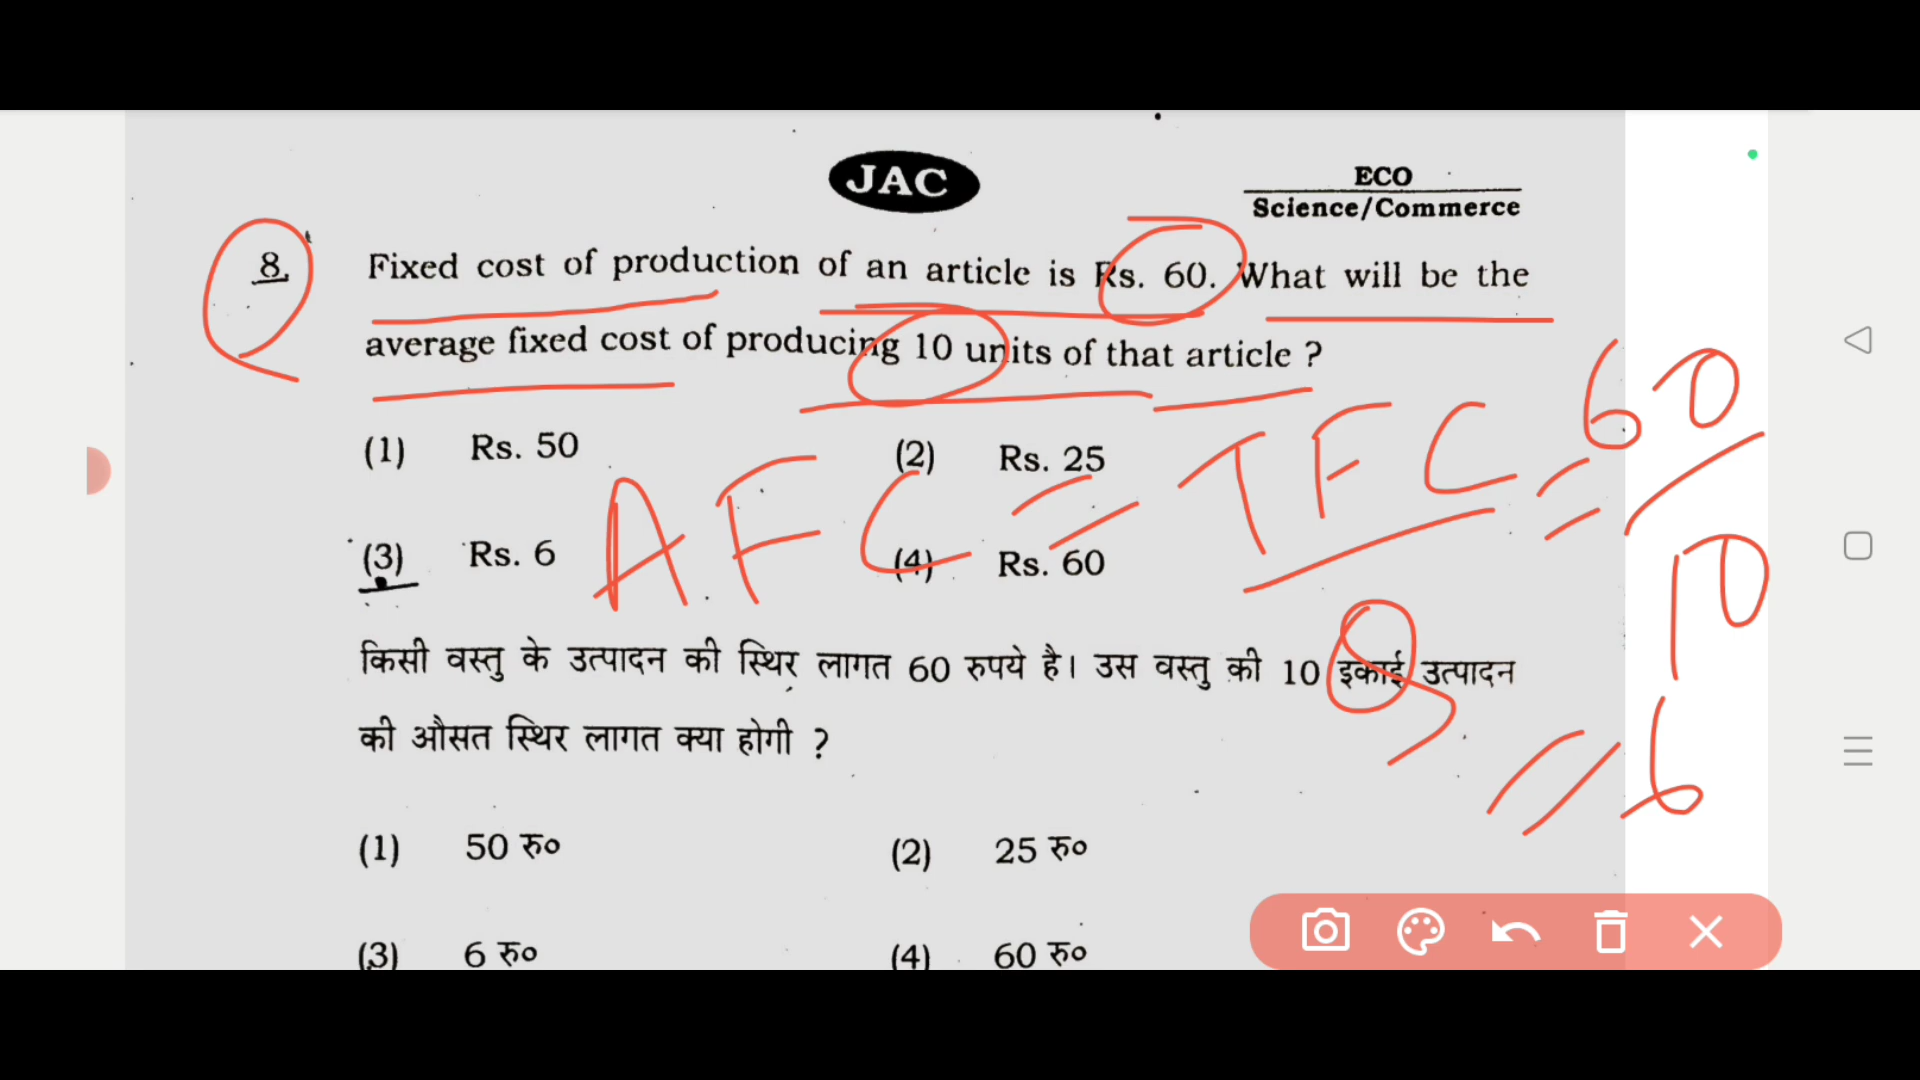 JAC
ECO
Science/Commerce
8. Fixed cost of production of an article is Rs. 60. What will be the
average fixed cost of producing 10 units of that article ?
(1) Rs. 50 (2) Rs. 25
(3) Rs. 6 (4) Rs. 60
AFC = TFC = 60
10
= 6
किसी वस्तु के उत्पादन की स्थिर लागत 60 रुपये है। उस वस्तु की 10 इकाई उत्पादन
की औसत स्थिर लागत क्या होगी ?
(1) 50 रु० (2) 25 रु०
(3) 6 रु० (4) 60 रु०